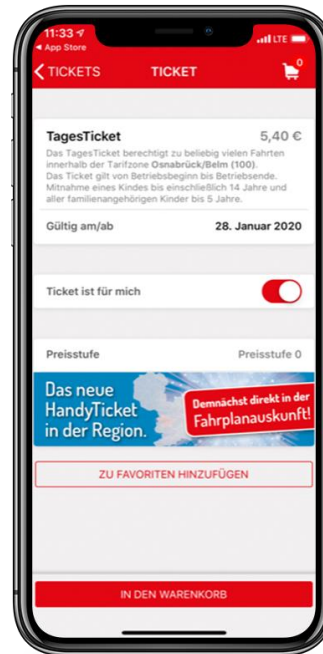 11:33
App Store
LTE
TICKETS TICKET 0
TagesTicket 5,40 €
Das TagesTicket berechtigt zu beliebig vielen Fahrten
innerhalb der Tarifzone Osnabrück/Belm (100).
Das Ticket gilt von Betriebsbeginn bis Betriebsende.
Mitnahme eines Kindes bis einschließlich 14 Jahre und
aller familienangehörigen Kinder bis 5 Jahre.
Gültig am/ab 28. Januar 2020
Ticket ist für mich
Preisstufe Preisstufe 0
Das neue
HandyTicket
in der Region.
Demnächst direkt in der
Fahrplanauskunft!
ZU FAVORITEN HINZUFÜGEN
IN DEN WARENKORB